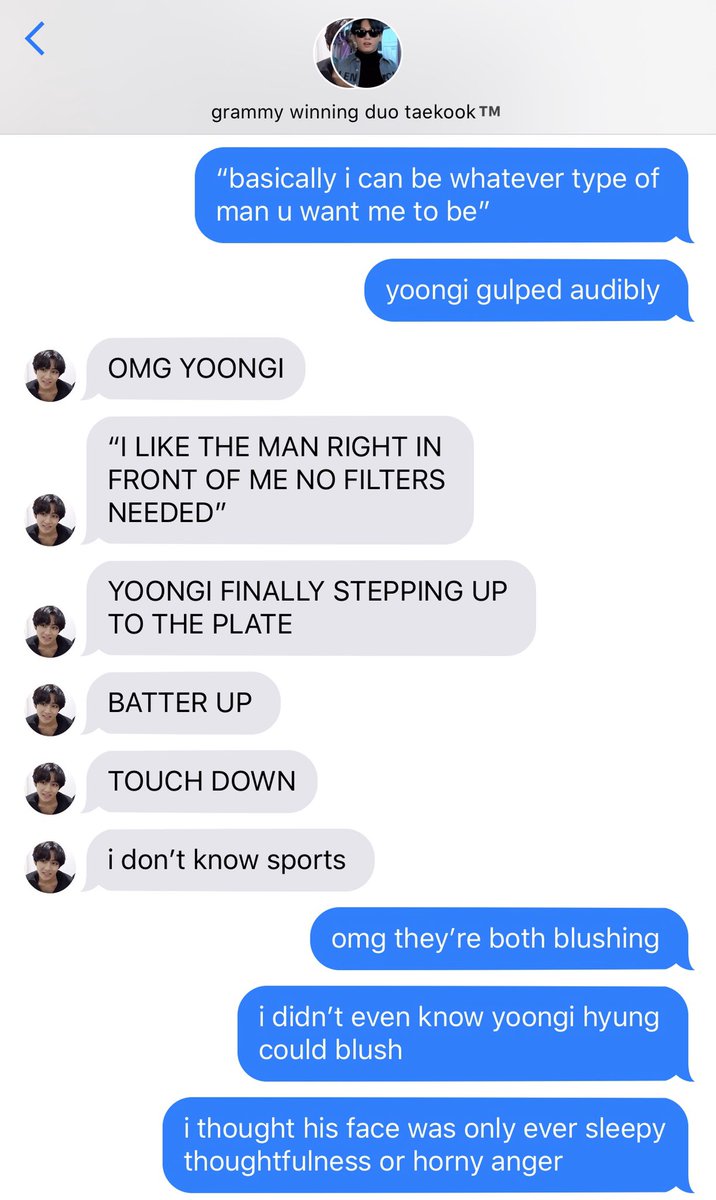 grammy winning duo taekook™
“basically i can be whatever type of
man u want me to be”
yoongi gulped audibly
OMG YOONGI
“I LIKE THE MAN RIGHT IN
FRONT OF ME NO FILTERS
NEEDED”
YOONGI FINALLY STEPPING UP
TO THE PLATE
BATTER UP
TOUCH DOWN
i don’t know sports
omg they’re both blushing
i didn’t even know yoongi hyung
could blush
i thought his face was only ever sleepy
thoughtfulness or horny anger